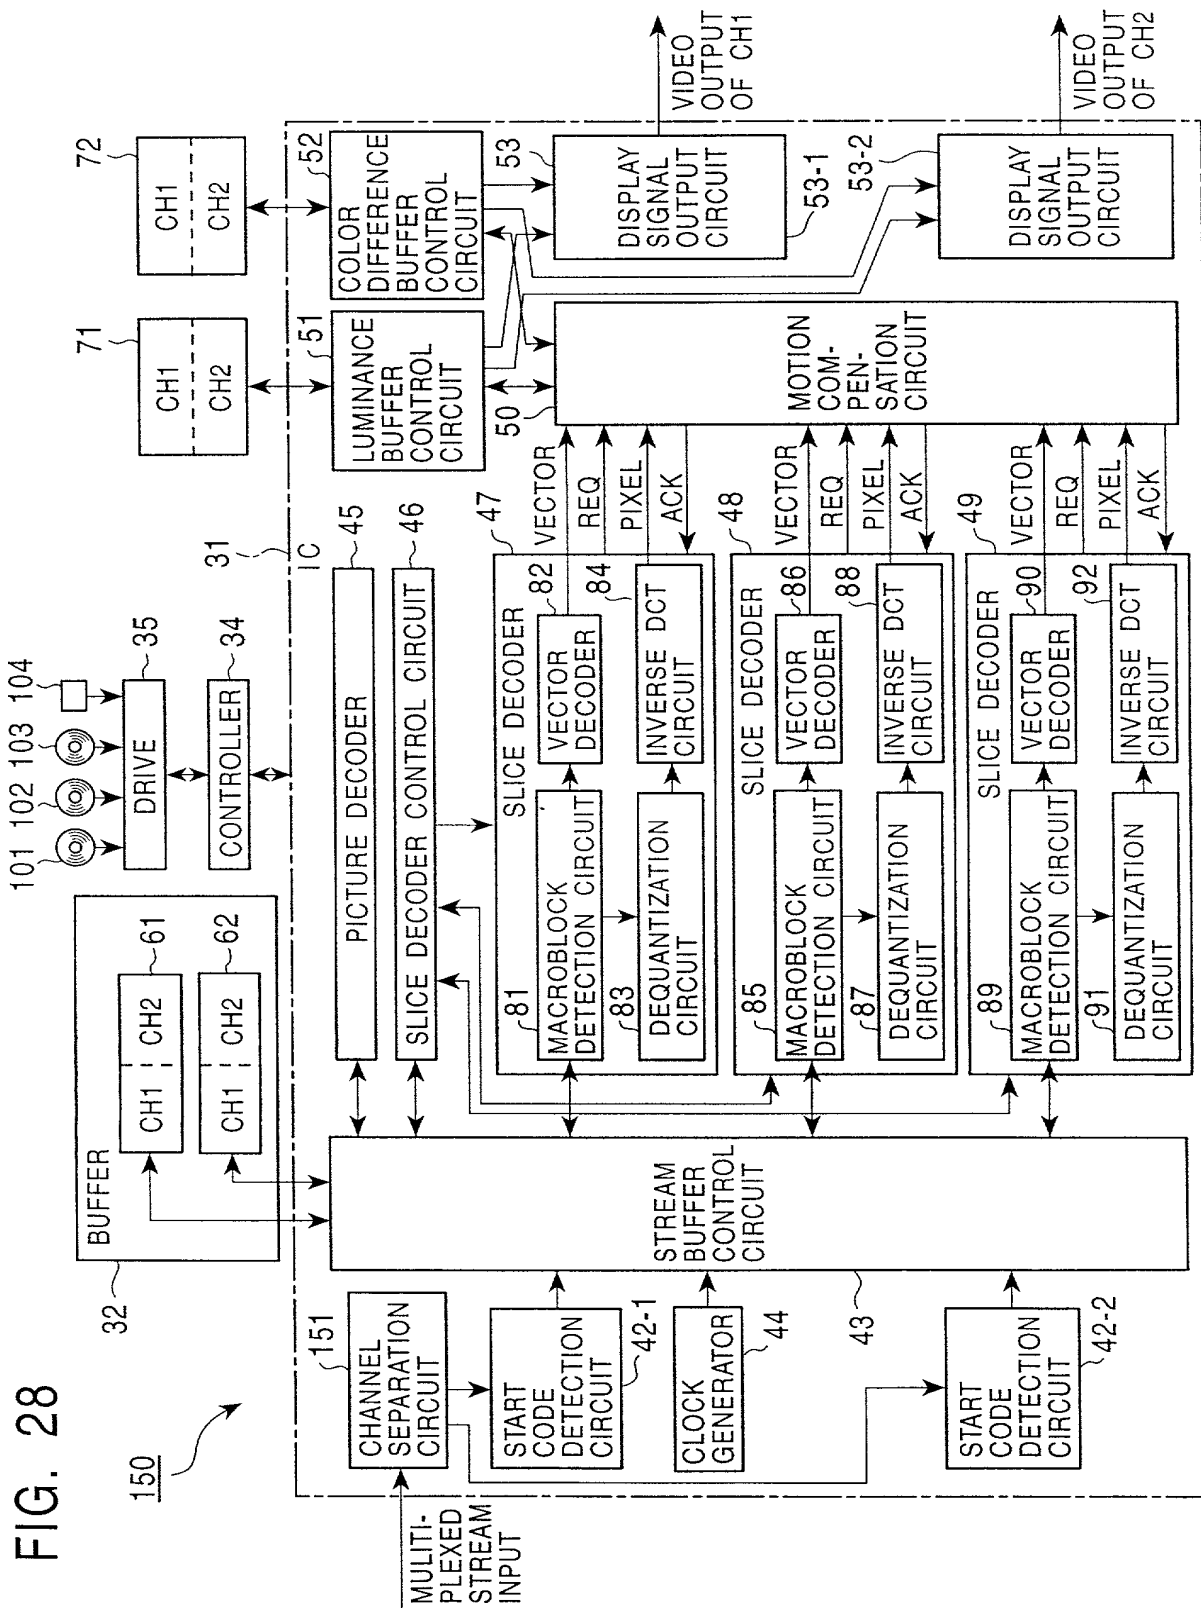 FIG. 28
150
MULITI-
PLEXED
STREAM
INPUT
32
BUFFER
CH1
CH2
61
CH1
CH2
62
101
102
103
104
DRIVE
35
CONTROLLER
34
31
IC
71
CH1
CH2
72
CH1
CH2
151
CHANNEL
SEPARATION
CIRCUIT
START
CODE
DETECTION
CIRCUIT
42-1
CLOCK
GENERATOR
44
START
CODE
DETECTION
CIRCUIT
42-2
STREAM
BUFFER
CONTROL
CIRCUIT
43
PICTURE DECODER
45
SLICE DECODER CONTROL CIRCUIT
46
SLICE DECODER
47
81
MACROBLOCK
DETECTION CIRCUIT
VECTOR
DECODER
82
83
DEQUANTIZATION
CIRCUIT
INVERSE DCT
CIRCUIT
84
VECTOR
REQ
PIXEL
ACK
SLICE DECODER
48
85
MACROBLOCK
DETECTION CIRCUIT
VECTOR
DECODER
86
87
DEQUANTIZATION
CIRCUIT
INVERSE DCT
CIRCUIT
88
VECTOR
REQ
PIXEL
ACK
SLICE DECODER
49
89
MACROBLOCK
DETECTION CIRCUIT
VECTOR
DECODER
90
91
DEQUANTIZATION
CIRCUIT
INVERSE DCT
CIRCUIT
92
VECTOR
REQ
PIXEL
ACK
LUMINANCE
BUFFER
CONTROL
CIRCUIT
51
COLOR
DIFFERENCE
BUFFER
CONTROL
CIRCUIT
52
50
MOTION
COM-
PEN-
SATION
CIRCUIT
53
DISPLAY
SIGNAL
OUTPUT
CIRCUIT
53-1
VIDEO
OUTPUT
OF CH1
53-2
DISPLAY
SIGNAL
OUTPUT
CIRCUIT
VIDEO
OUTPUT
OF CH2